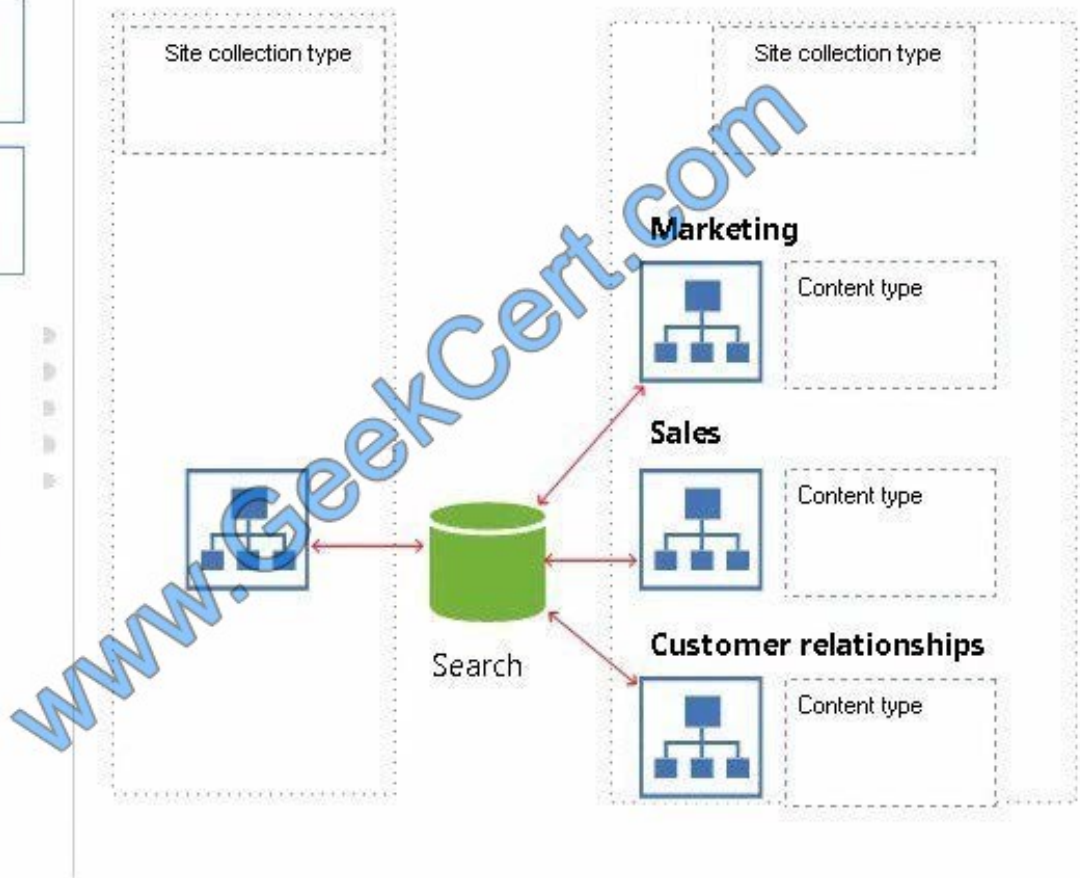 Site collection type
Site collection type
Marketing
Content type
Sales
Content type
Search
Customer relationships
Content type
www.GeekCert.com